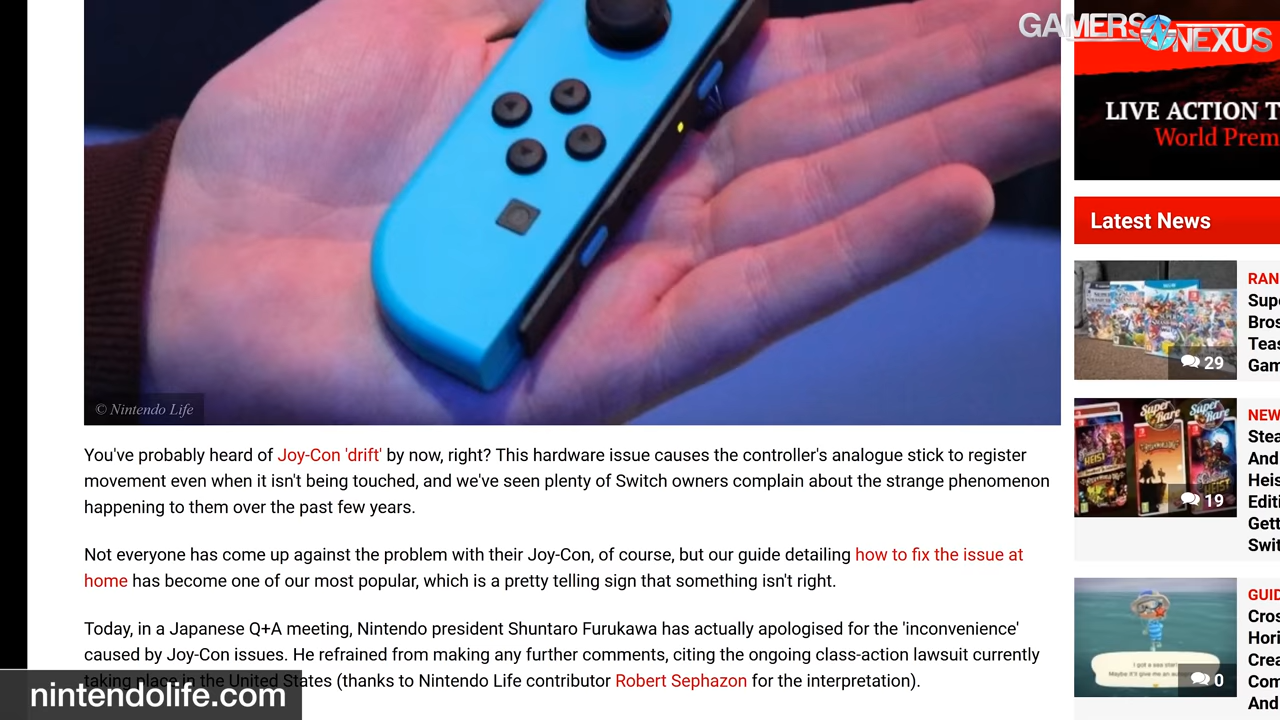 GAMERS NEXUS
LIVE ACTION T
World Prem
Latest News
RAN
Supe
Bros
Teas
Gam
29
NEW
Stea
And
Heis
Editi
Gett
Swit
19
GUID
Cros
Hori
Crea
Com
And
0
I got a sea star!
© Nintendo Life
You've probably heard of Joy-Con 'drift' by now, right? This hardware issue causes the controller's analogue stick to register
movement even when it isn't being touched, and we've seen plenty of Switch owners complain about the strange phenomenon
happening to them over the past few years.
Not everyone has come up against the problem with their Joy-Con, of course, but our guide detailing how to fix the issue at
home has become one of our most popular, which is a pretty telling sign that something isn't right.
Today, in a Japanese Q+A meeting, Nintendo president Shuntaro Furukawa has actually apologised for the 'inconvenience'
caused by Joy-Con issues. He refrained from making any further comments, citing the ongoing class-action lawsuit currently
taking place in the United States (thanks to Nintendo Life contributor Robert Sephazon for the interpretation).
nintendolife.com